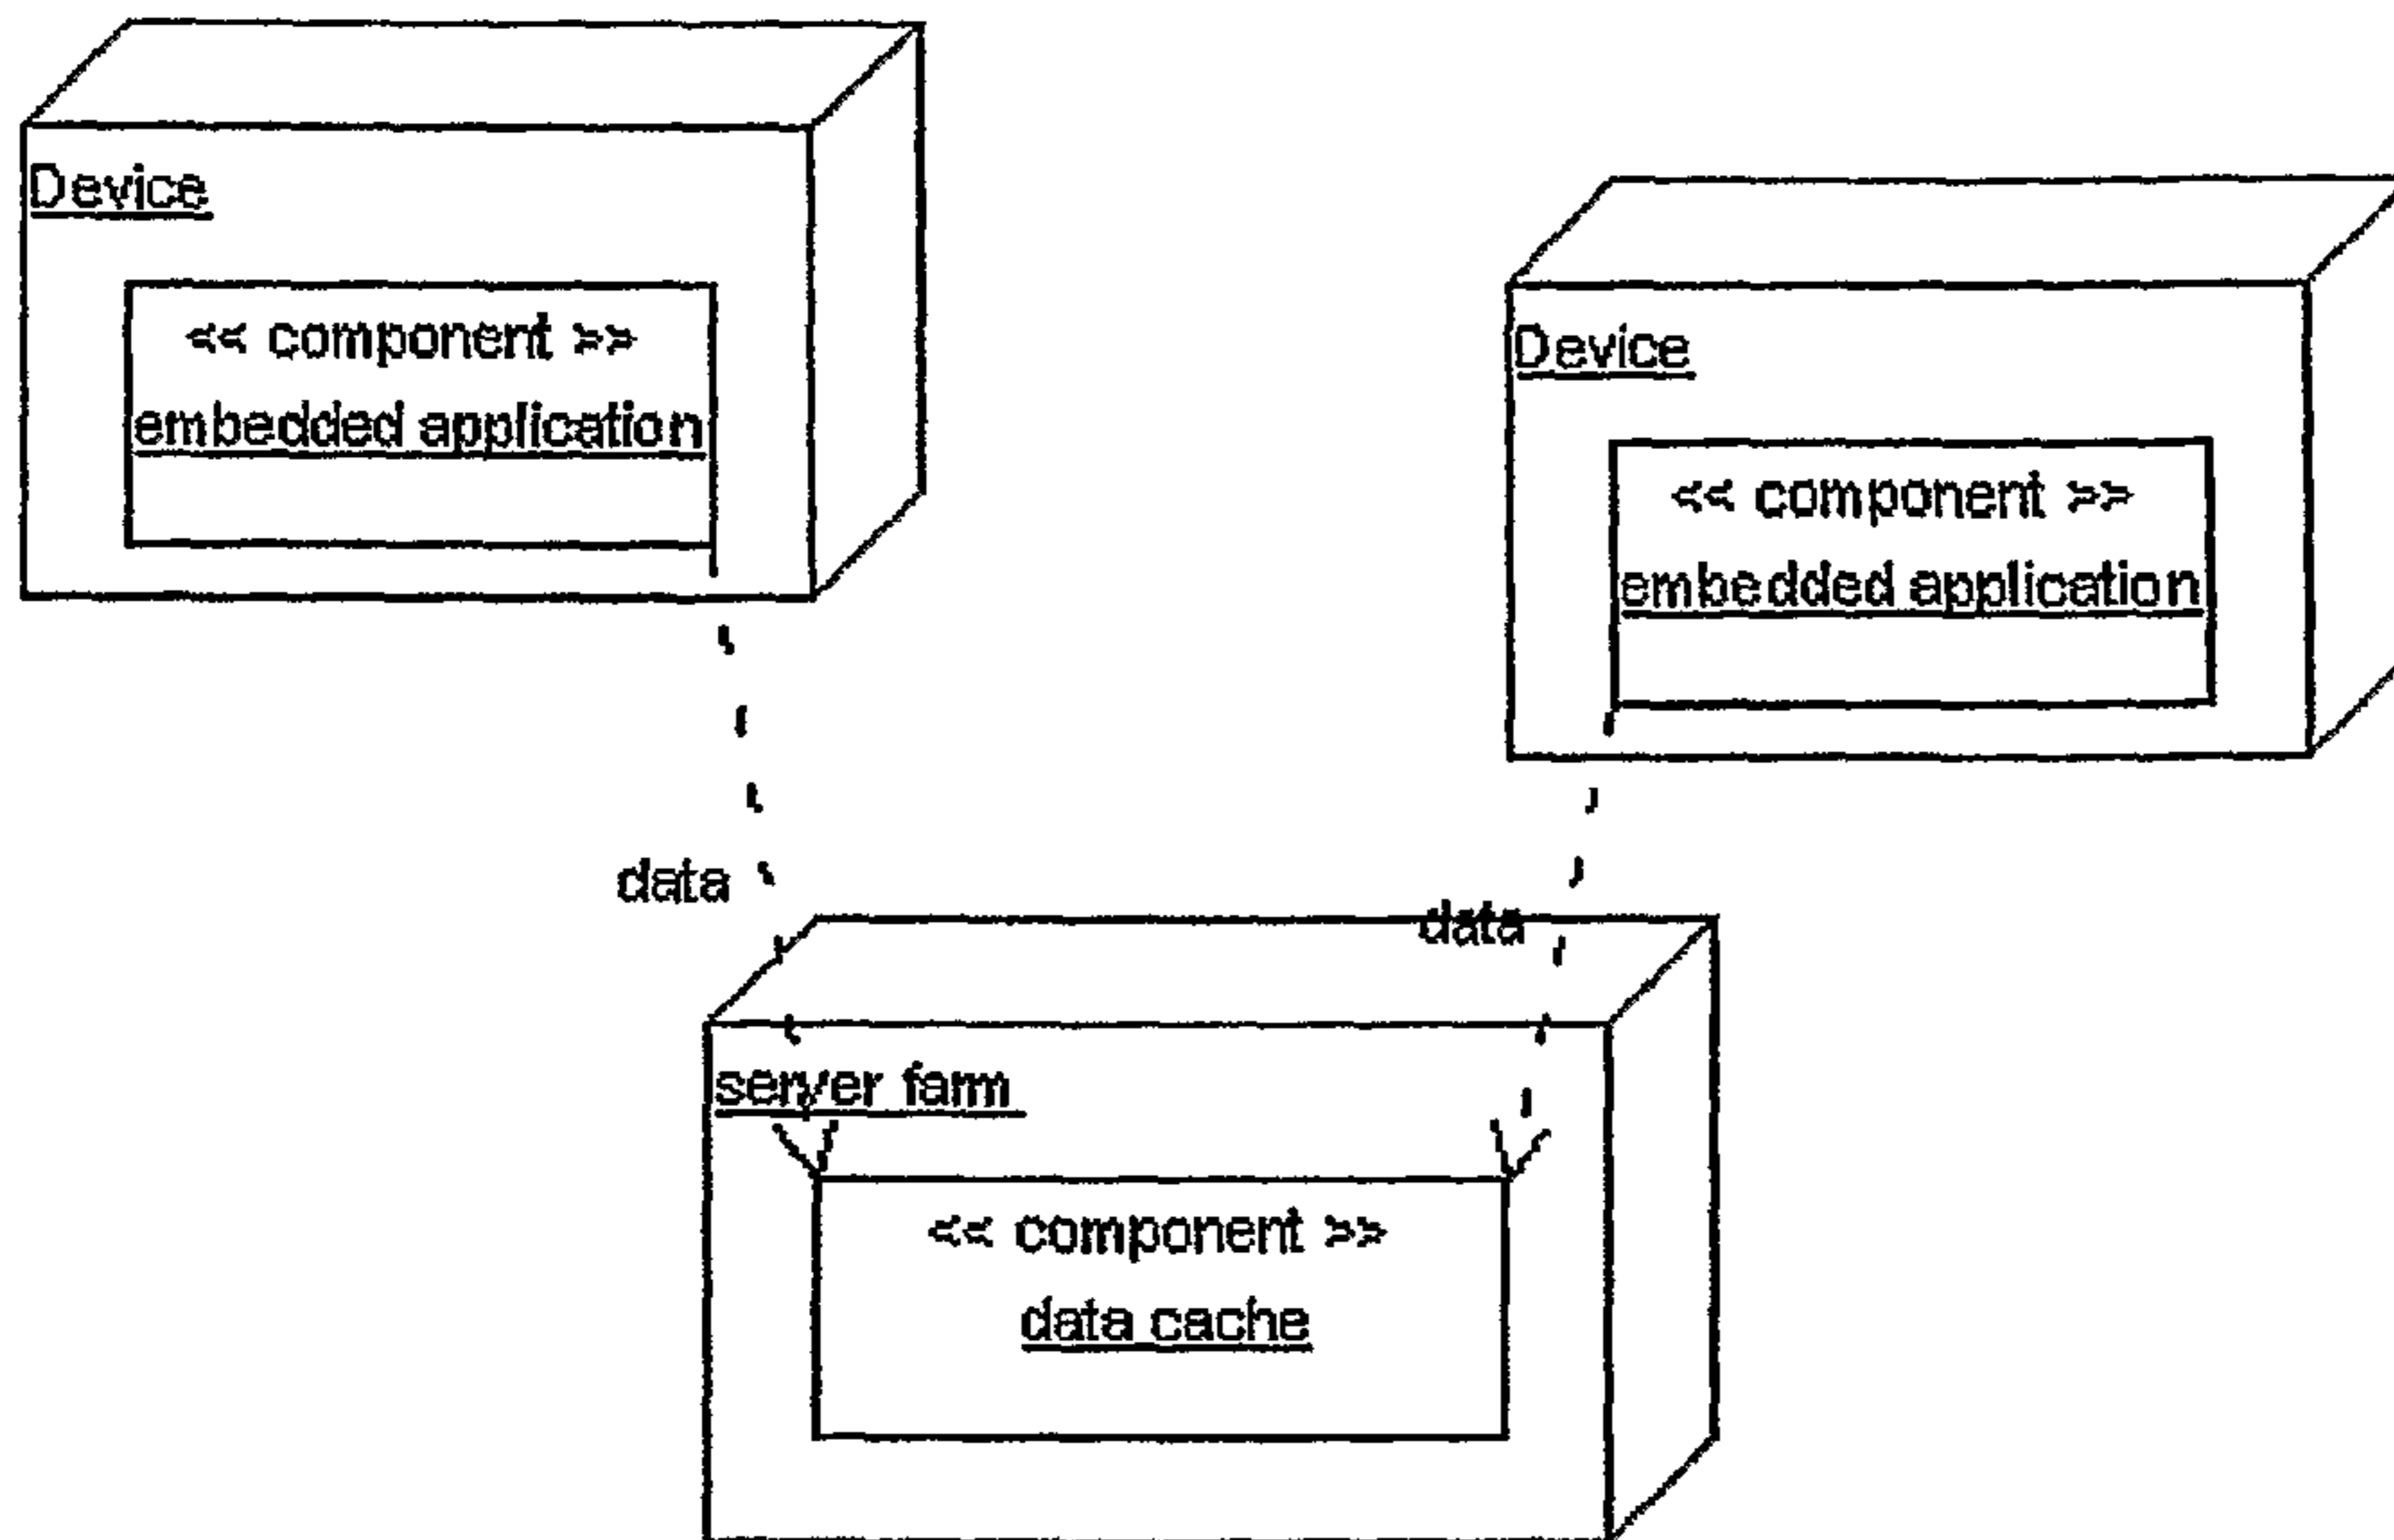 Device
<< component >>
embedded application
Device
<< component >>
embedded application
data
data
server farm
<< component >>
data cache